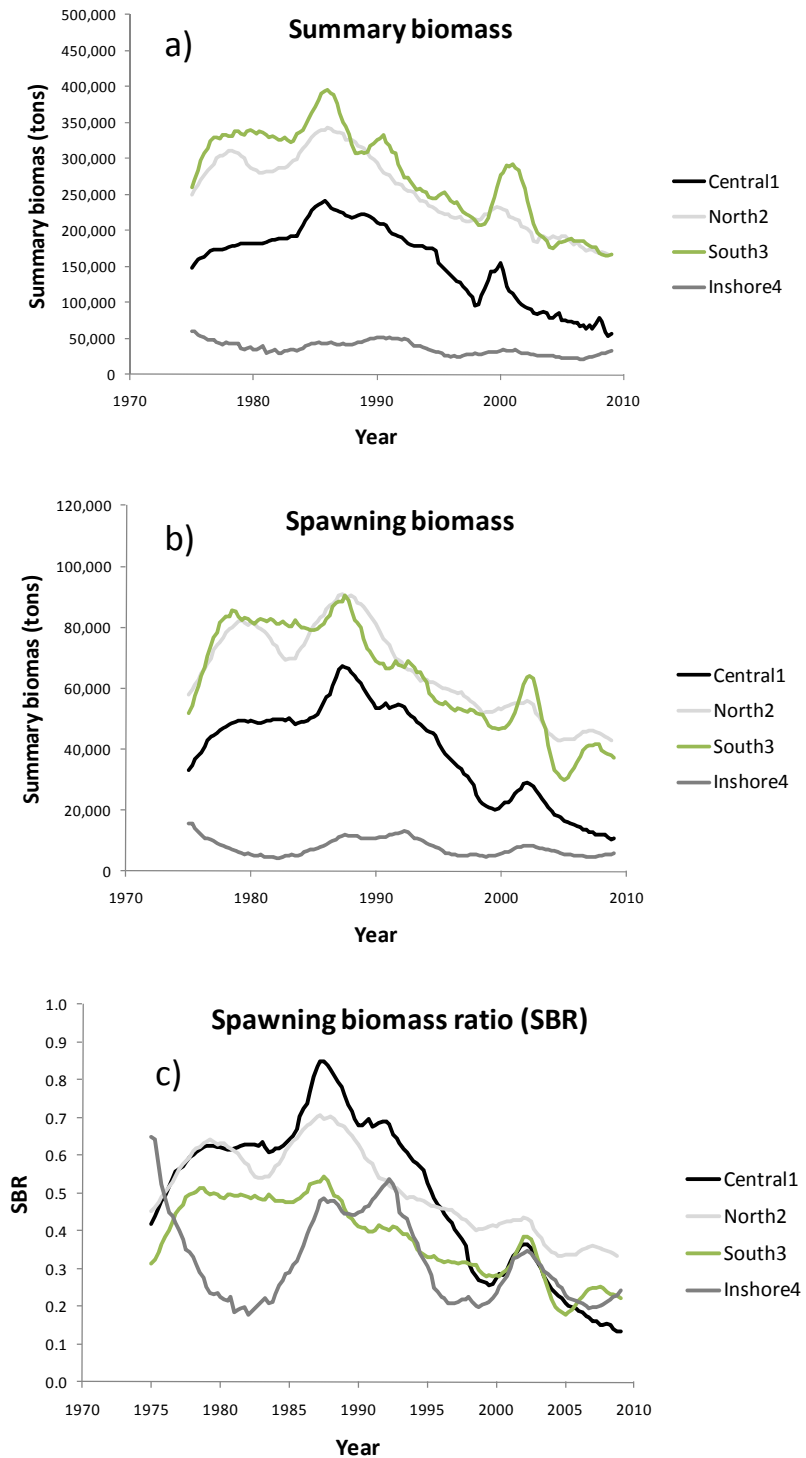 a)
Summary biomass
Summary biomas (tons)
500,000
450,000
400,000
350,000
300,000
250,000
200,000
150,000
100,000
50,000
0
1970
1980
1990
2000
2010
Year
Central1
North2
South3
Inshore4
b)
Spawning biomass
Summary biomas (tons)
120,000
100,000
80,000
60,000
40,000
20,000
0
1970
1980
1990
2000
2010
Year
Central1
North2
South3
Inshore4
c)
Spawning biomass ratio (SBR)
SBR
1.0
0.9
0.8
0.7
0.6
0.5
0.4
0.3
0.2
0.1
0.0
1970
1975
1980
1985
1990
1995
2000
2005
2010
Year
Central1
North2
South3
Inshore4